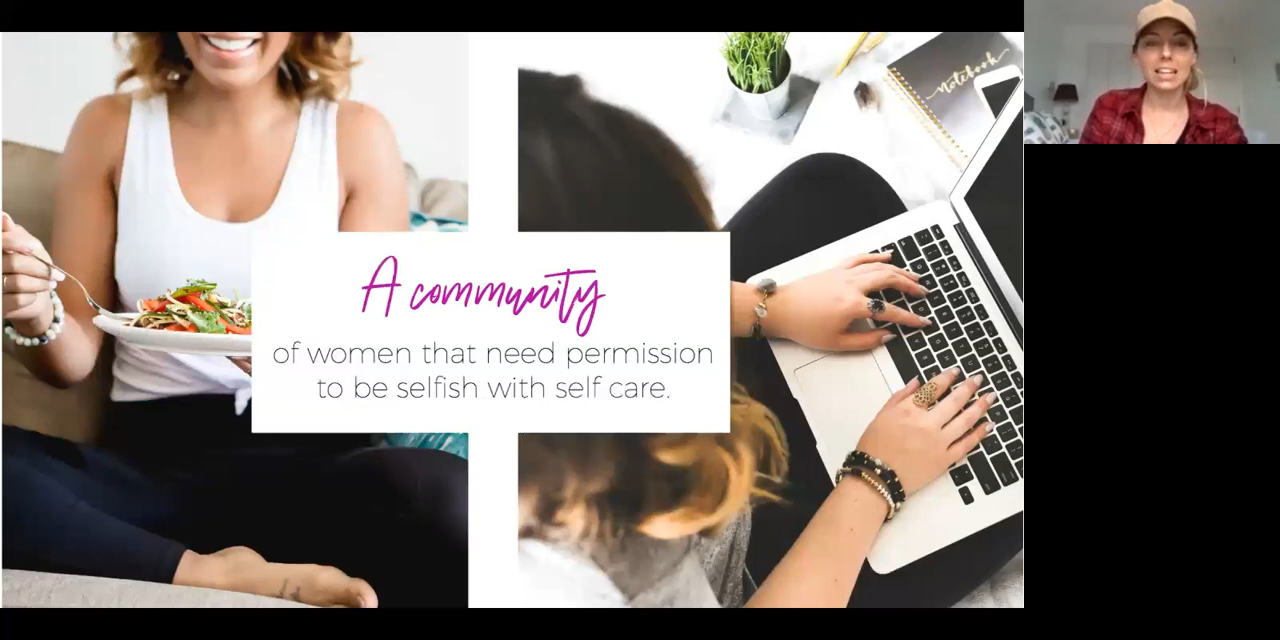 A community
of women that need permission
to be selfish with self care.
Notebook